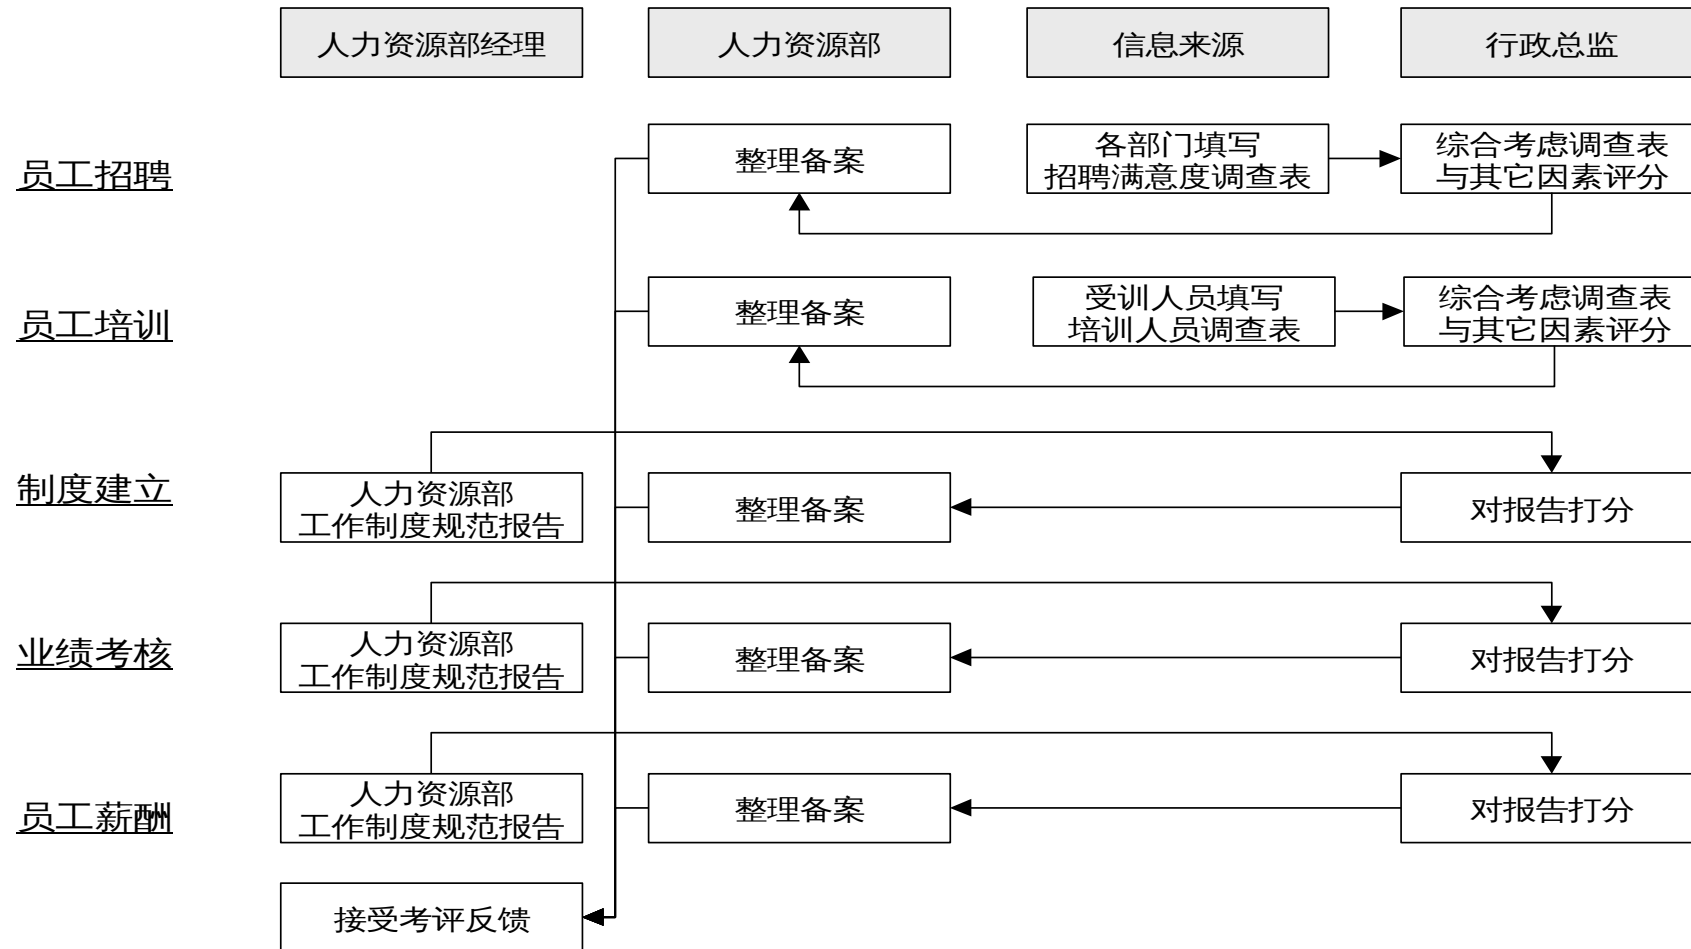 人力资源部经理
人力资源部
信息来源
行政总监
员工招聘
整理备案
各部门填写
招聘满意度调查表
综合考虑调查表
与其它因素评分
员工培训
整理备案
受训人员填写
培训人员调查表
综合考虑调查表
与其它因素评分
制度建立
人力资源部
工作制度规范报告
整理备案
对报告打分
业绩考核
人力资源部
工作制度规范报告
整理备案
对报告打分
员工薪酬
人力资源部
工作制度规范报告
整理备案
对报告打分
接受考评反馈